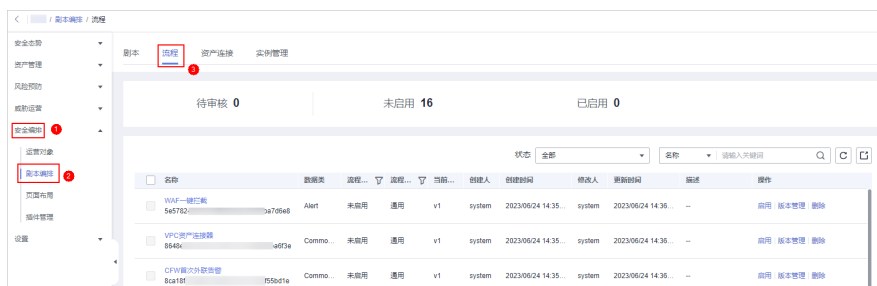 / 剧本编排 / 流程
安全态势
资产管理
风险预防
威胁运营
安全编排 1
运营对象
剧本编排 2
页面布局
插件管理
设置
剧本 流程 资产连接 实例管理
3
待审核 0 未启用 16 已启用 0
状态 全部 名称 请输入关键词
名称 数据类 流程... 流程... 当前... 创建人 创建时间 修改人 更新时间 描述 操作
WAF一键拦截
5e5782 ba7d6e8 Alert 未启用 通用 v1 system 2023/06/24 14:35... system 2023/06/24 14:36... -- 启用 版本管理 删除
VPC资产连接器
8648 a6f3e Commo... 未启用 通用 v1 system 2023/06/24 14:35... system 2023/06/24 14:36... -- 启用 版本管理 删除
CFW首次外联告警
8ca18f f55bd1e Commo... 未启用 通用 v1 system 2023/06/24 14:35... system 2023/06/24 14:36... -- 启用 版本管理 删除